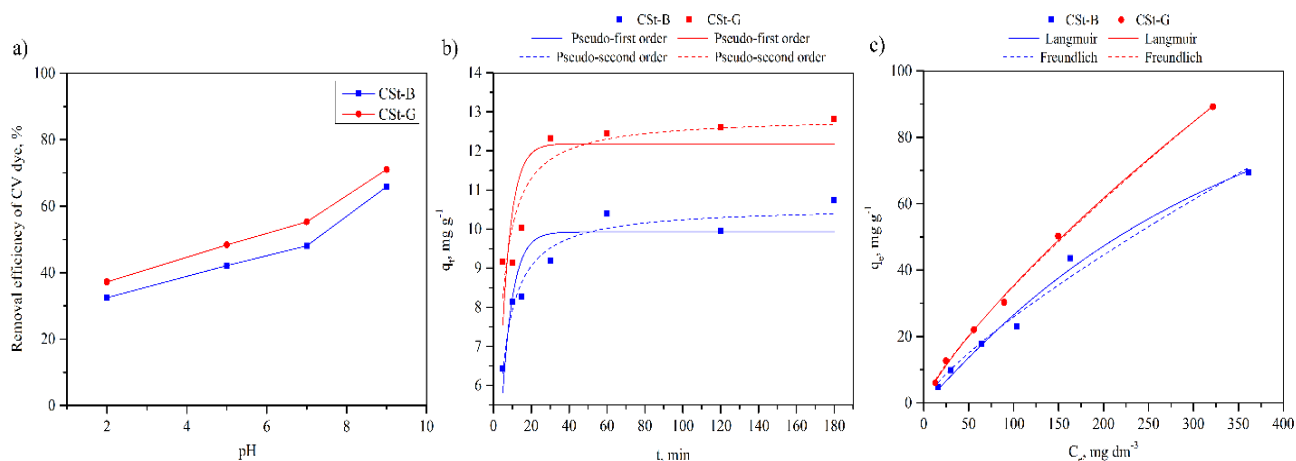 a)
Removal efficiency of CV dye, %
100
80
60
40
20
0
2 4 6 8 10
pH
CSt-B
CSt-G
b)
CSt-B CSt-G
Pseudo-first order Pseudo-first order
Pseudo-second order Pseudo-second order
qt, mg g-1
14
13
12
11
10
9
8
7
6
0 20 40 60 80 100 120 140 160 180
t, min
c)
CSt-B CSt-G
Langmuir Langmuir
Freundlich Freundlich
qe, mg g-1
100
80
60
40
20
0
0 50 100 150 200 250 300 350 400
Ce, mg dm-3